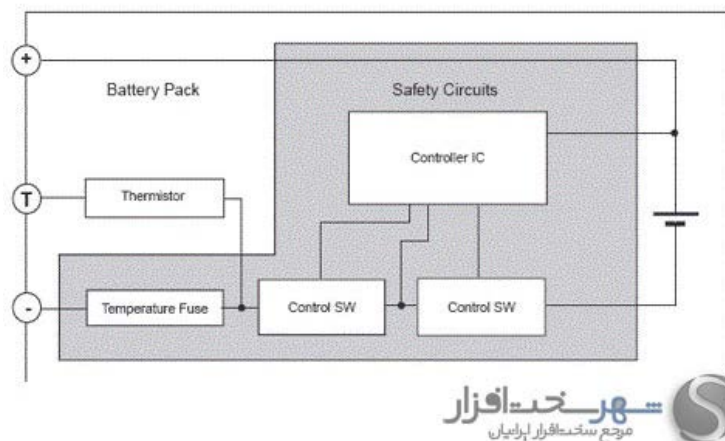 +
Battery Pack
Safety Circuits
Controller IC
T
Thermistor
-
Temperature Fuse
Control SW
Control SW
شهر سخت‌افزار
مرجع سخت‌افزار ایرانیان
S